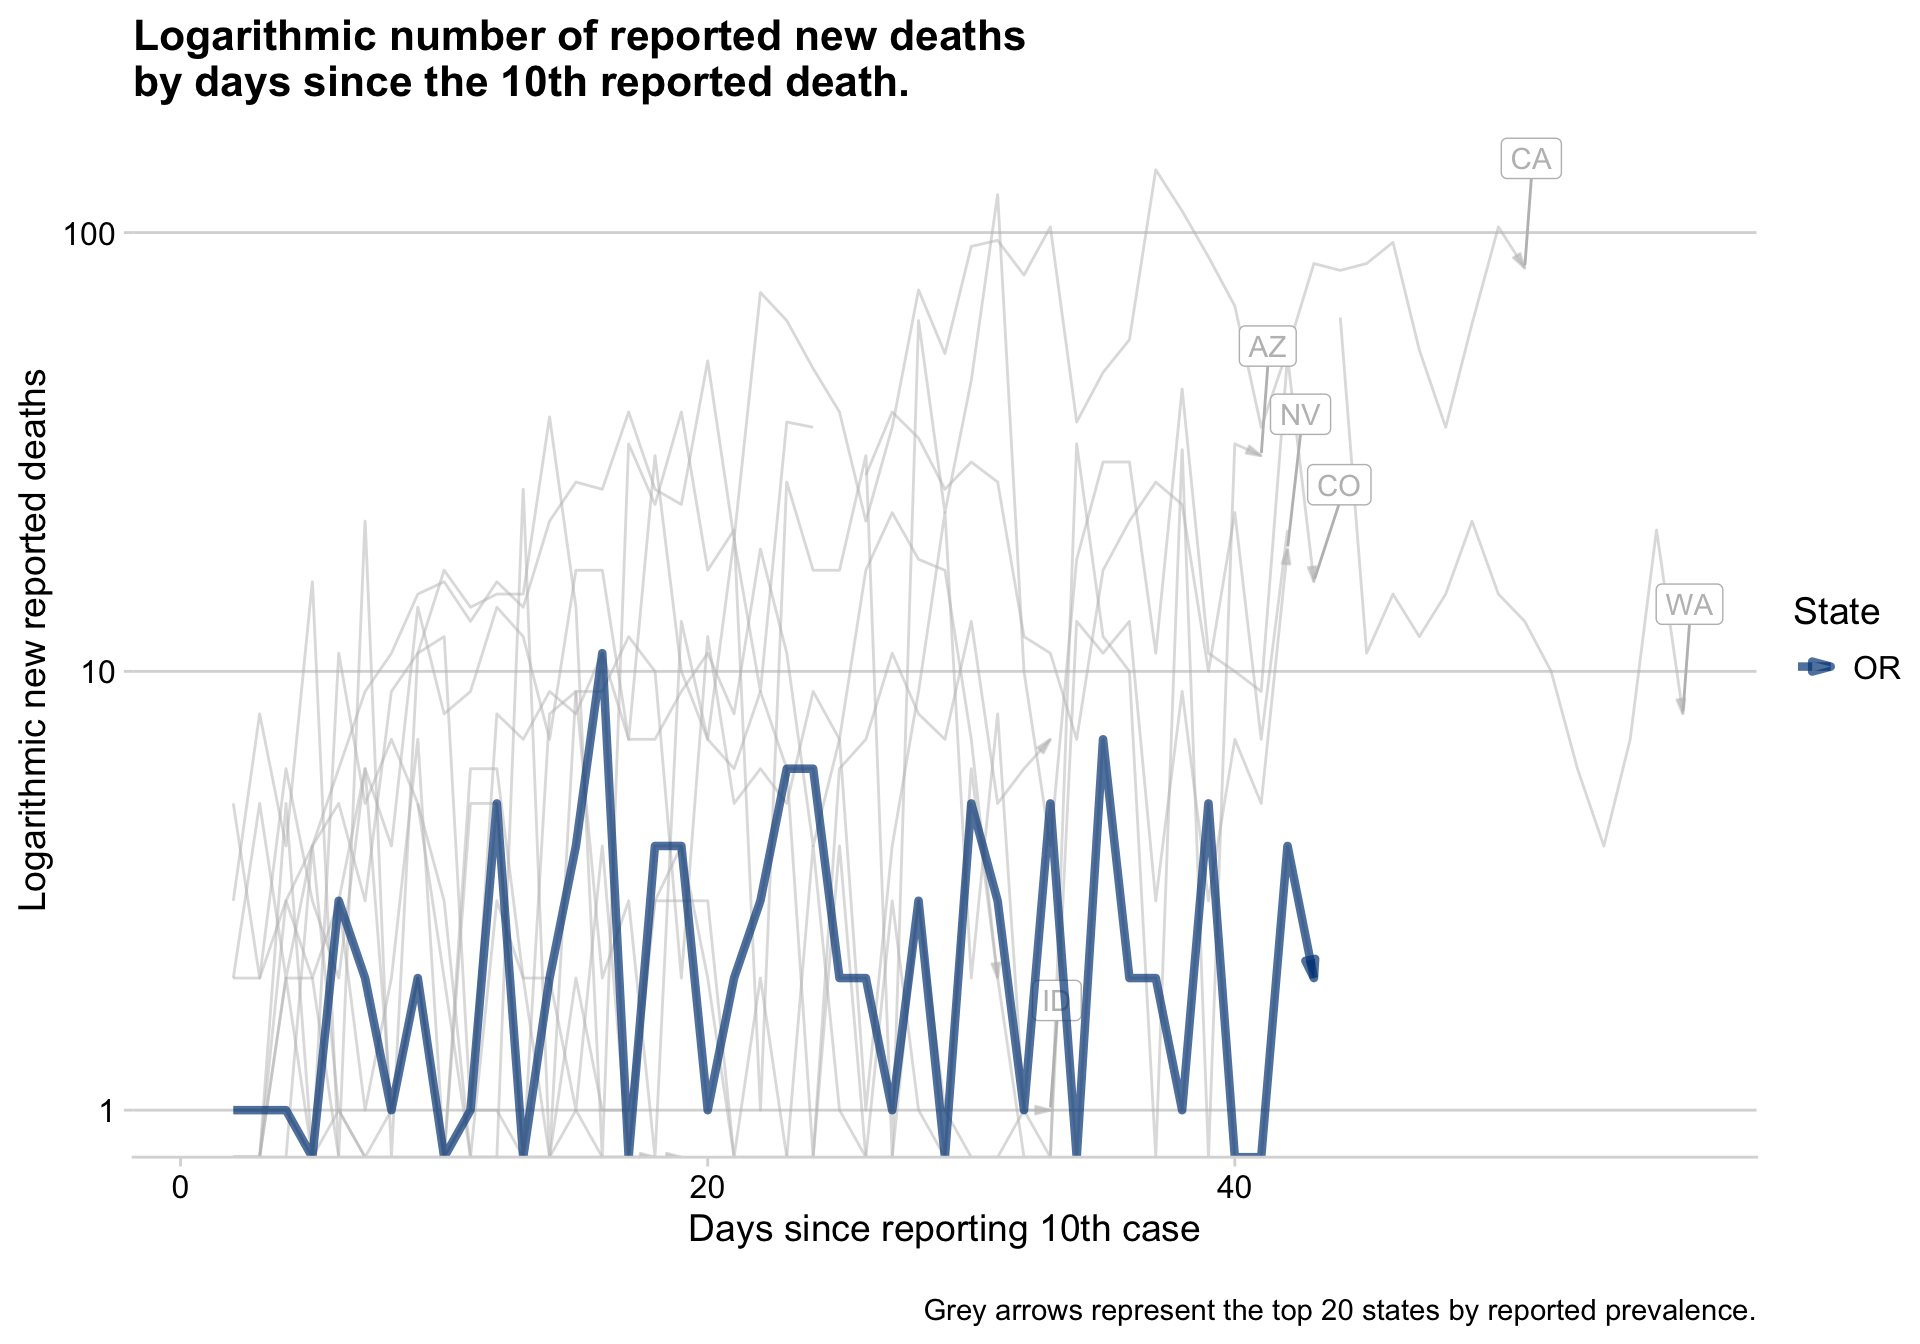 Logarithmic number of reported new deaths
by days since the 10th reported death.
Logarithmic new reported deaths
100
10
1
CA
AZ
NV
CO
WA
ID
State
OR
0
20
40
Days since reporting 10th case
Grey arrows represent the top 20 states by reported prevalence.